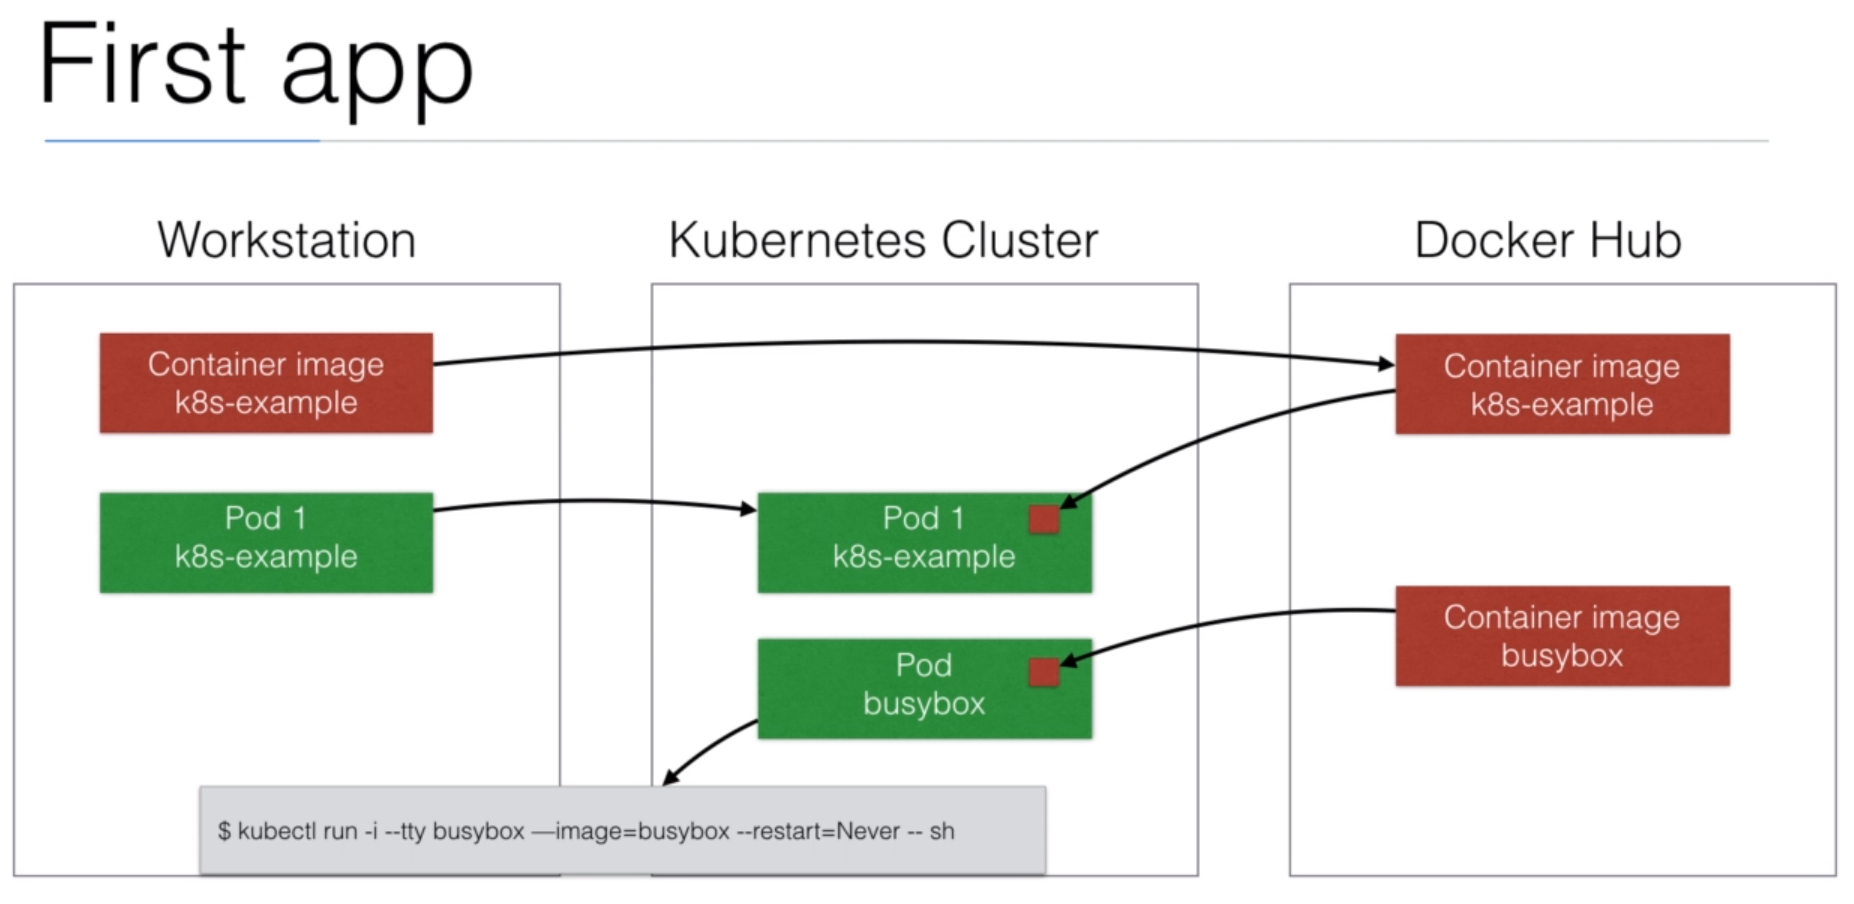 First app
Workstation
Kubernetes Cluster
Docker Hub
Container image
k8s-example
Container image
k8s-example
Pod 1
k8s-example
Pod 1
k8s-example
Container image
busybox
Pod
busybox
$ kubectl run -i --tty busybox —image=busybox --restart=Never -- sh